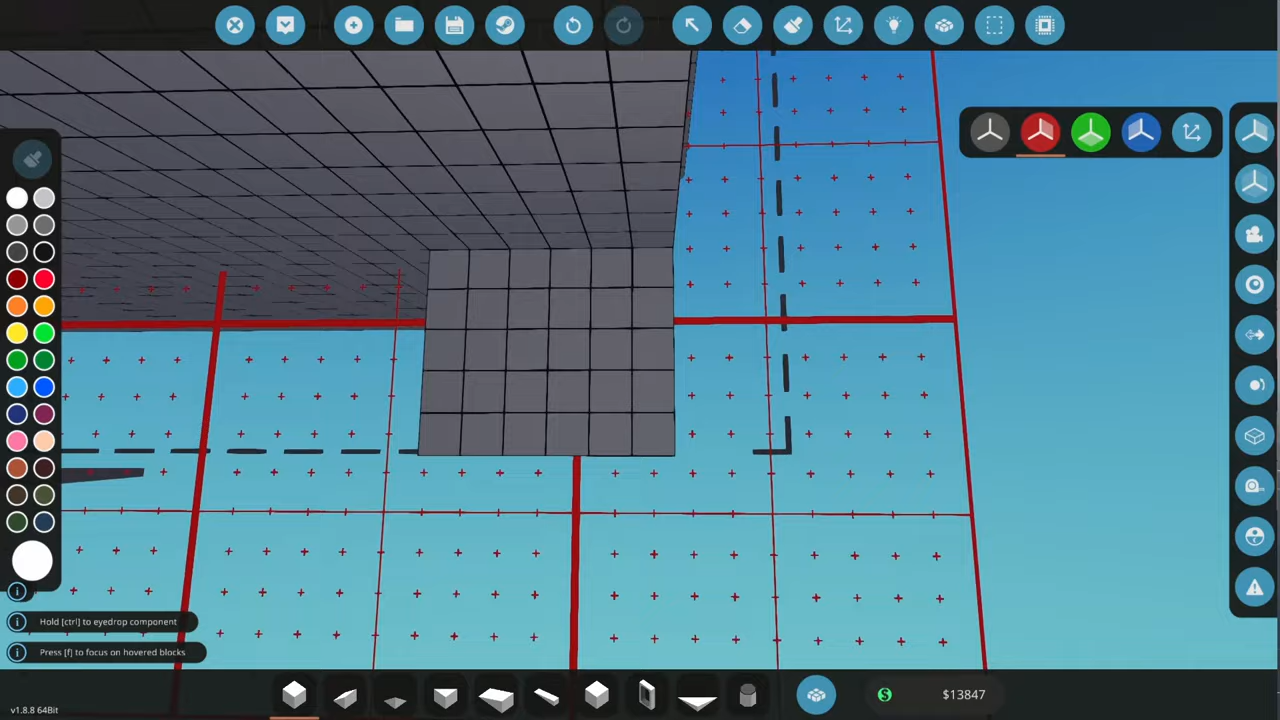 Hold [ctrl] to eyedrop component
Press [f] to focus on hovered blocks
$13847
v1.8.8 64Bit